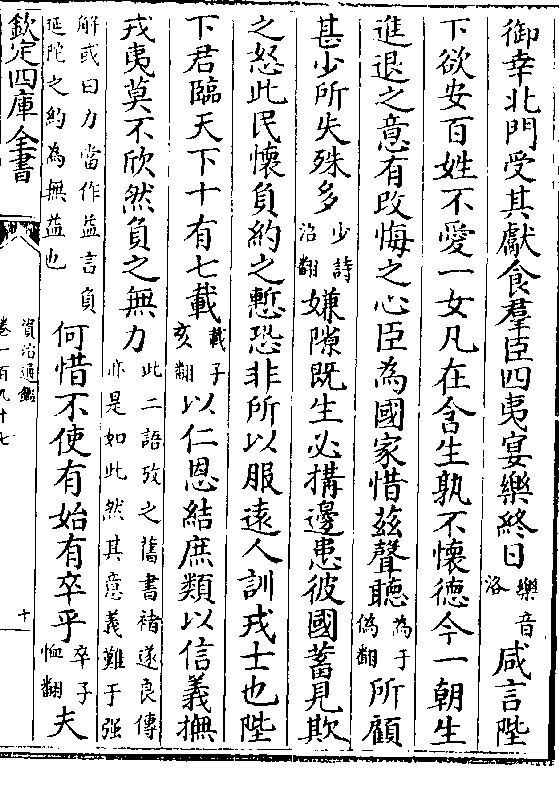 御幸北門受其獻食羣臣四夷宴樂終日樂音洛咸言陛
下欲安百姓不愛一女凡在含生孰不懷德今一朝生
進退之意有改悔之心臣為國家惜茲聲聽為于偽翻所顧
甚少所失殊多少詩沼翻嫌隙既生必搆邊患彼國蓄見欺
之怒此民懷負約之慙恐非所以服遠人訓戎士也陛
下君臨天下十有七載載子亥翻以仁恩結庶類以信義撫
戎夷莫不欣然負之無力此二語攷之舊書褚遂良傳亦是如此然其意義難于强
解或曰力當作益言負延陀之約為無益也何惜不使有始有卒乎卒子恤翻夫
欽定四庫全書
資治通鑑
卷一百九十七
十